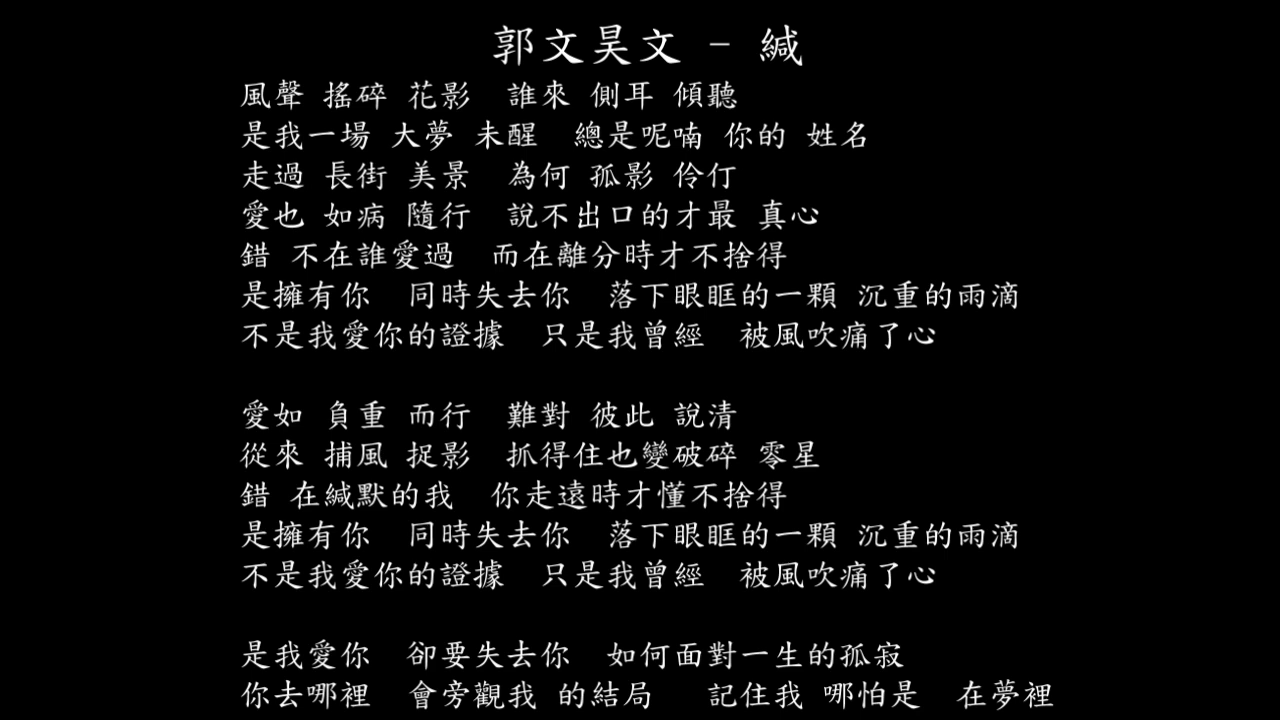 郭文昊文 - 緘
風聲 搖碎 花影　誰來 側耳 傾聽
是我一場 大夢 未醒　總是呢喃 你的 姓名
走過 長街 美景　為何 孤影 伶仃
愛也 如病 隨行　說不出口的才最 真心
錯 不在誰愛過　而在離分時才不捨得
是擁有你　同時失去你　落下眼眶的一顆 沉重的雨滴
不是我愛你的證據　只是我曾經　被風吹痛了心
愛如 負重 而行　難對 彼此 說清
從來 捕風 捉影　抓得住也變破碎 零星
錯 在緘默的我　你走遠時才懂不捨得
是擁有你　同時失去你　落下眼眶的一顆 沉重的雨滴
不是我愛你的證據　只是我曾經　被風吹痛了心
是我愛你　卻要失去你　如何面對一生的孤寂
你去哪裡　會旁觀我 的結局　 記住我 哪怕是　在夢裡